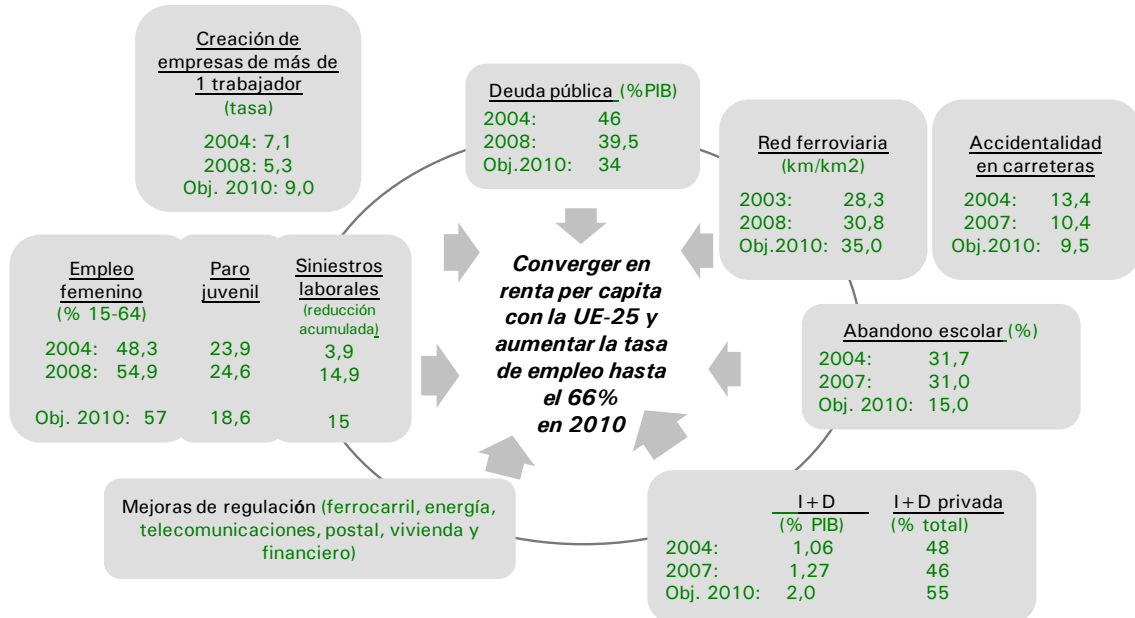 Creación de
empresas de más de
1 trabajador
(tasa)
2004: 7,1
2008: 5,3
Obj. 2010: 9,0
Deuda pública (%PIB)
2004: 46
2008: 39,5
Obj.2010: 34
Red ferroviaria
(km/km2)
2003: 28,3
2008: 30,8
Obj.2010: 35,0
Accidentalidad
en carreteras
2004: 13,4
2007: 10,4
Obj.2010: 9,5
Empleo
femenino
(% 15-64)
2004: 48,3
2008: 54,9
Obj. 2010: 57
Paro
juvenil
23,9
24,6
18,6
Siniestros
laborales
(reducción
acumulada)
3,9
14,9
15
Converger en
renta per capita
con la UE-25 y
aumentar la tasa
de empleo hasta
el 66%
en 2010
Abandono escolar (%)
2004: 31,7
2007: 31,0
Obj. 2010: 15,0
Mejoras de regulación (ferrocarril, energía,
telecomunicaciones, postal, vivienda y
financiero)
I+D I+D privada
(% PIB) (% total)
2004: 1,06 48
2007: 1,27 46
Obj. 2010: 2,0 55